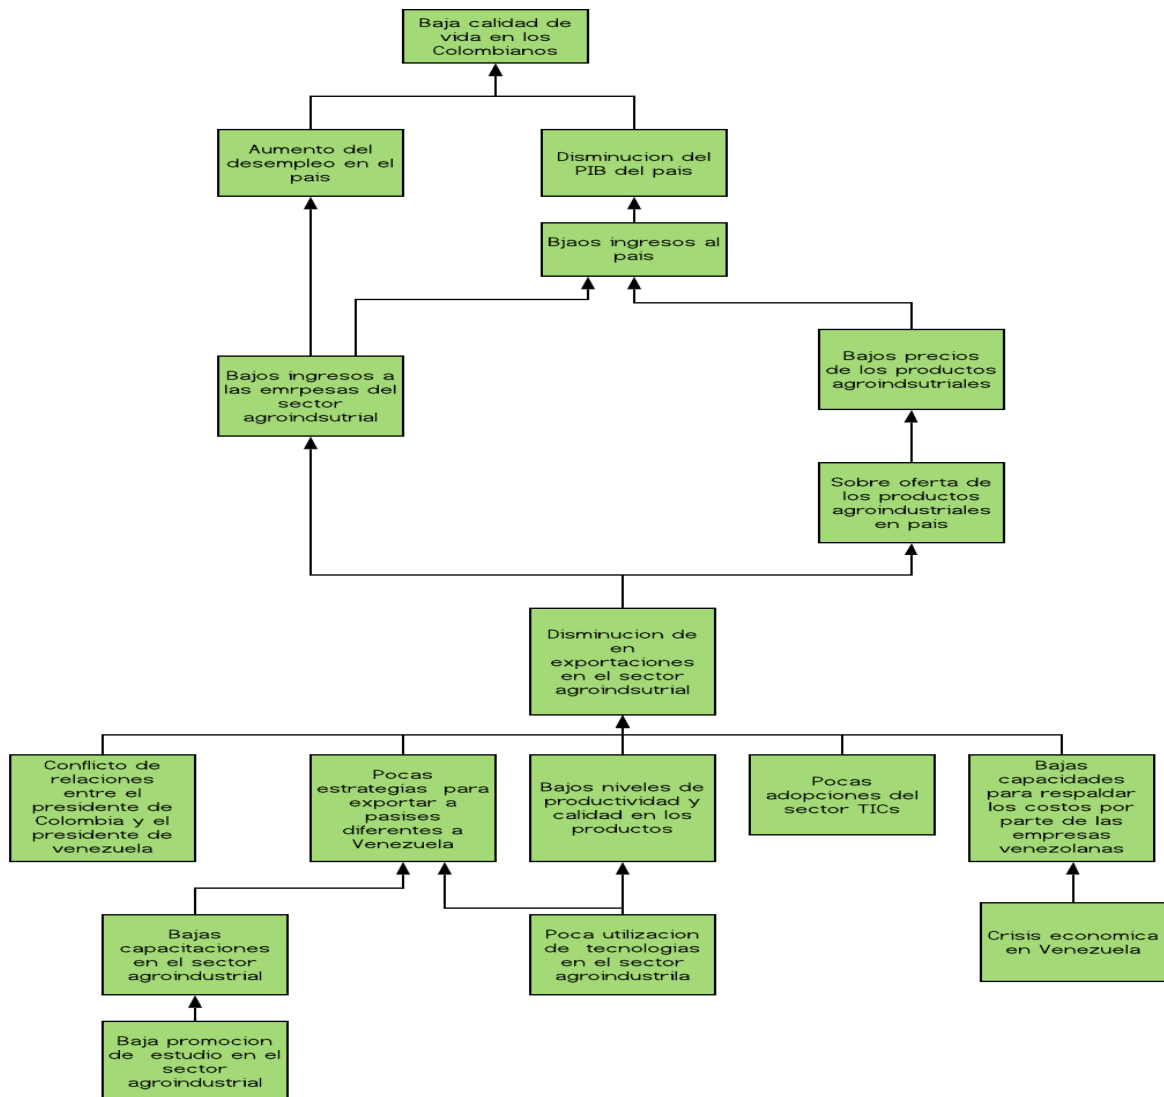 Baja calidad de
vida en los
Colombianos
Aumento del
desempleo en el
pais
Disminucion del
PIB del pais
Bjaos ingresos al
pais
Bajos ingresos a
las emrpesas del
sector
agroindsutrial
Bajos precios
de los productos
agroindsutriales
Sobre oferta de
los productos
agroindustriales
en pais
Disminucion de
en
exportaciones
en el sector
agroindsutrial
Conflicto de
relaciones
entre el
presidente de
Colombia y el
presidente de
venezuela
Pocas
estrategias para
exportar a
pasises
diferentes a
Venezuela
Bajos niveles de
productividad y
calidad en los
productos
Pocas
adopciones del
sector TICs
Bajas
capacidades
para respaldar
los costos por
parte de las
empresas
venezolanas
Bajas
capacitaciones
en el sector
agroindustrial
Poca utilizacion
de tecnologias
en el sector
agroindustrila
Crisis economica
en Venezuela
Baja promocion
de estudio en el
sector
agroindustrial